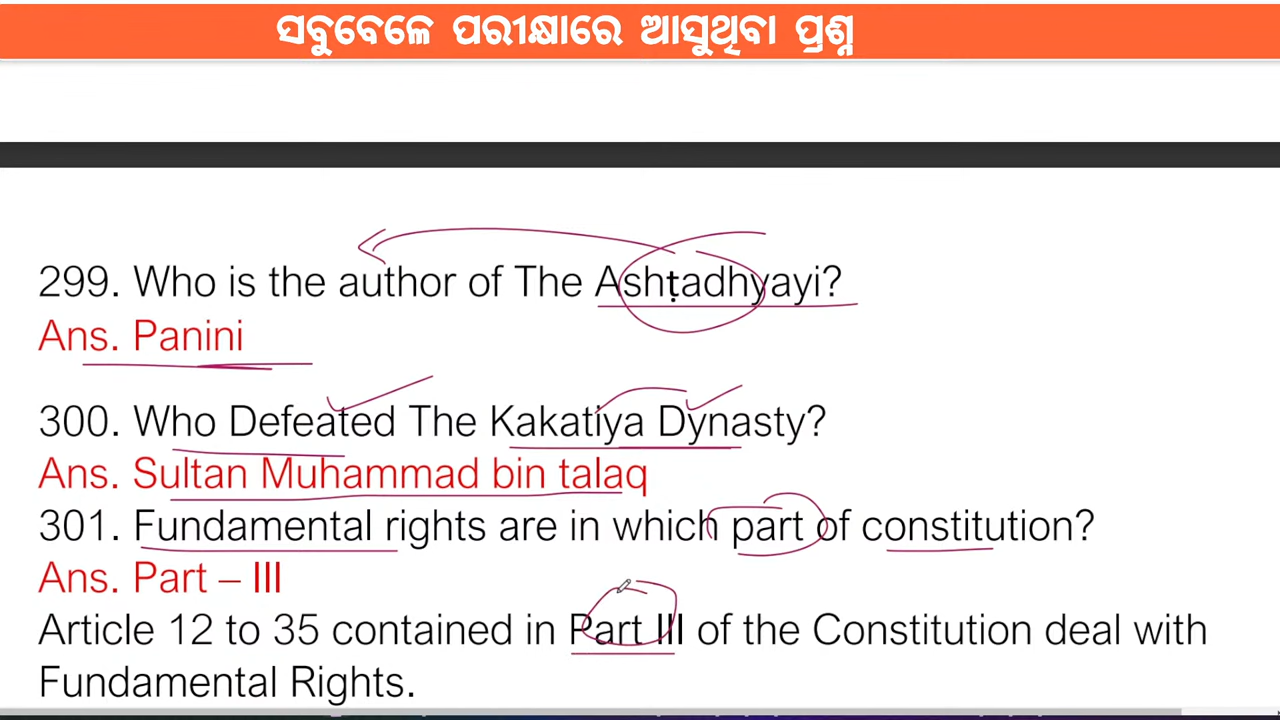 ସବୁବେଳେ ପରୀକ୍ଷାରେ ଆସୁଥିବା ପ୍ରଶ୍ନ
299. Who is the author of The Ashṭadhyayi?
Ans. Panini
300. Who Defeated The Kakatiya Dynasty?
Ans. Sultan Muhammad bin talaq
301. Fundamental rights are in which part of constitution?
Ans. Part – III
Article 12 to 35 contained in Part III of the Constitution deal with
Fundamental Rights.